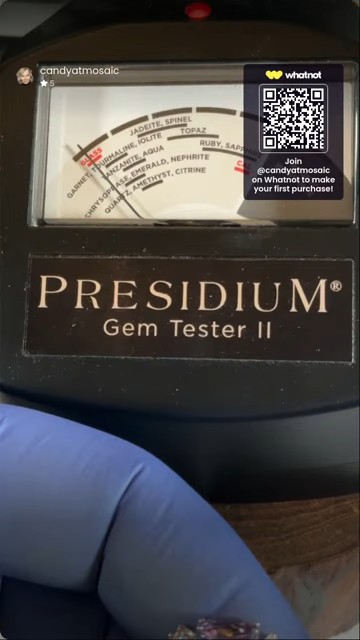 candyatmosaic
5
whatnot
Join
@candyatmosaic
on Whatnot to make
your first purchase!
JADEITE, SPINEL
TOPAZ
GLASS
GARNET, TOURMALINE, IOLITE
RUBY,
TANZANITE, AQUA
CHRYSOPRASE, EMERALD, NEPHRITE
QUARTZ, AMETHYST, CITRINE
PRESIDIUM®
Gem Tester II